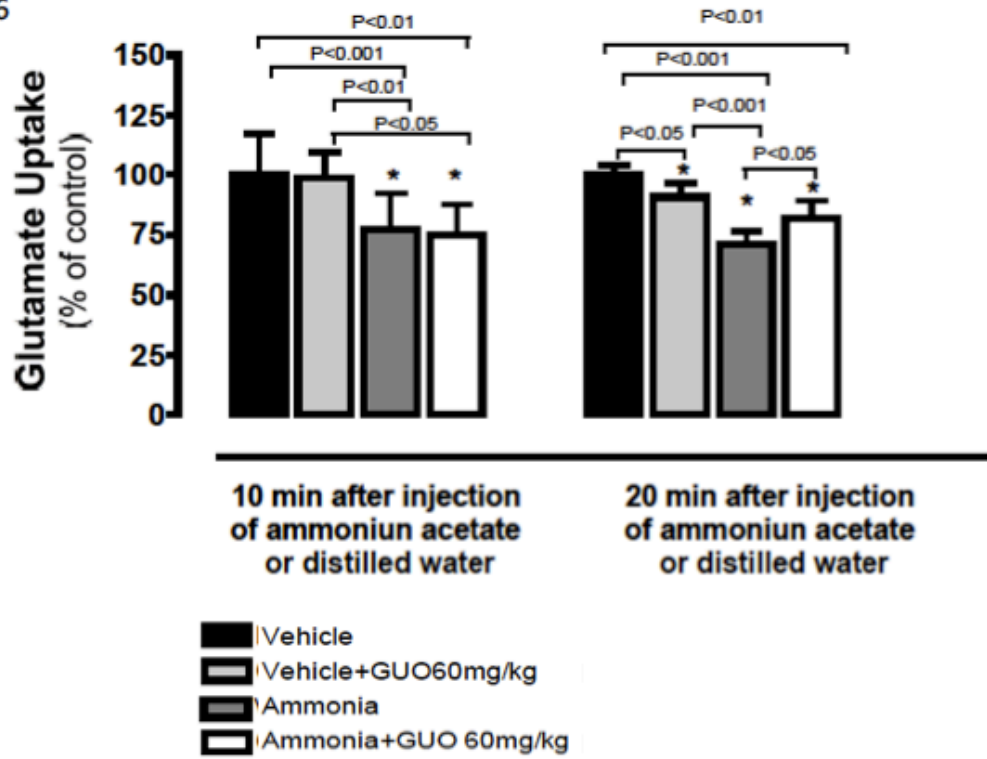 P<0.01
P<0.001
P<0.01
P<0.05
P<0.01
P<0.001
P<0.001
P<0.05
P<0.05
Glutamate Uptake
(% of control)
150
125
100
75
50
25
0
* *
* * *
10 min after injection
of ammoniun acetate
or distilled water
20 min after injection
of ammoniun acetate
or distilled water
Vehicle
Vehicle+GUO60mg/kg
Ammonia
Ammonia+GUO 60mg/kg